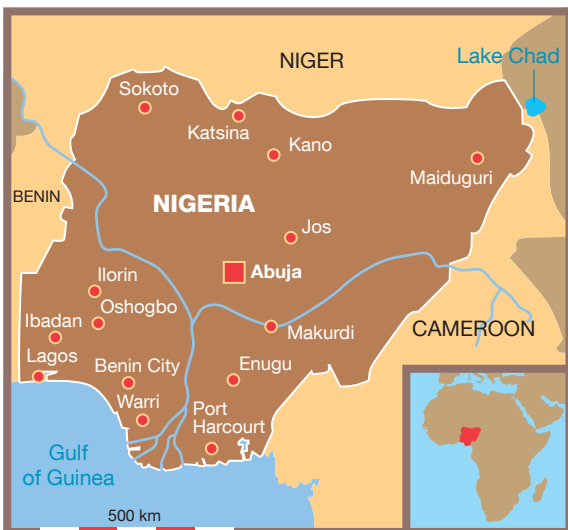 NIGER
Lake Chad
Sokoto
Katsina
Kano
Maiduguri
BENIN
NIGERIA
Jos
Abuja
Ilorin
Oshogbo
Ibadan
Makurdi
CAMEROON
Lagos
Benin City
Enugu
Warri
Port
Harcourt
Gulf
of Guinea
500 km